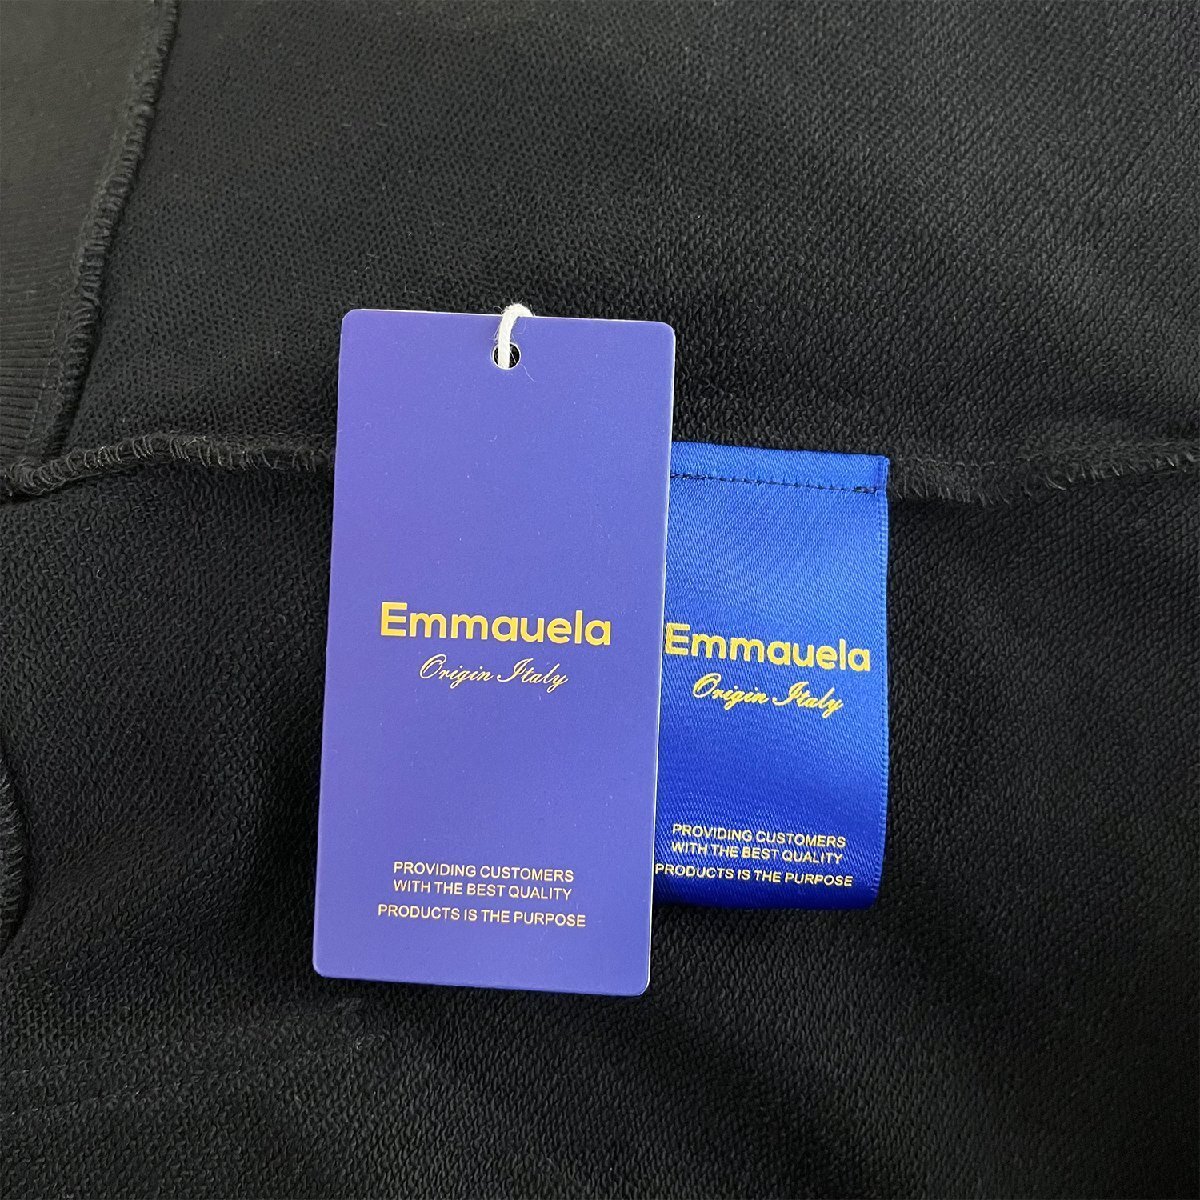 Emmauela
Origin Italy
PROVIDING CUSTOMERS
WITH THE BEST QUALITY
PRODUCTS IS THE PURPOSE
Emmauela
Origin Italy
PROVIDING CUSTOMERS
WITH THE BEST QUALITY
PRODUCTS IS THE PURPOSE